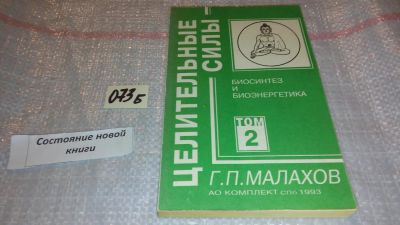 073б
Состояние новой
книги
ЦЕЛИТЕЛЬНЫЕ
СИЛЫ
БИОСИНТЕЗ
И
БИОЭНЕРГЕТИКА
ТОМ
2
Г.П.МАЛАХОВ
АО КОМПЛЕКТ СПб 1993